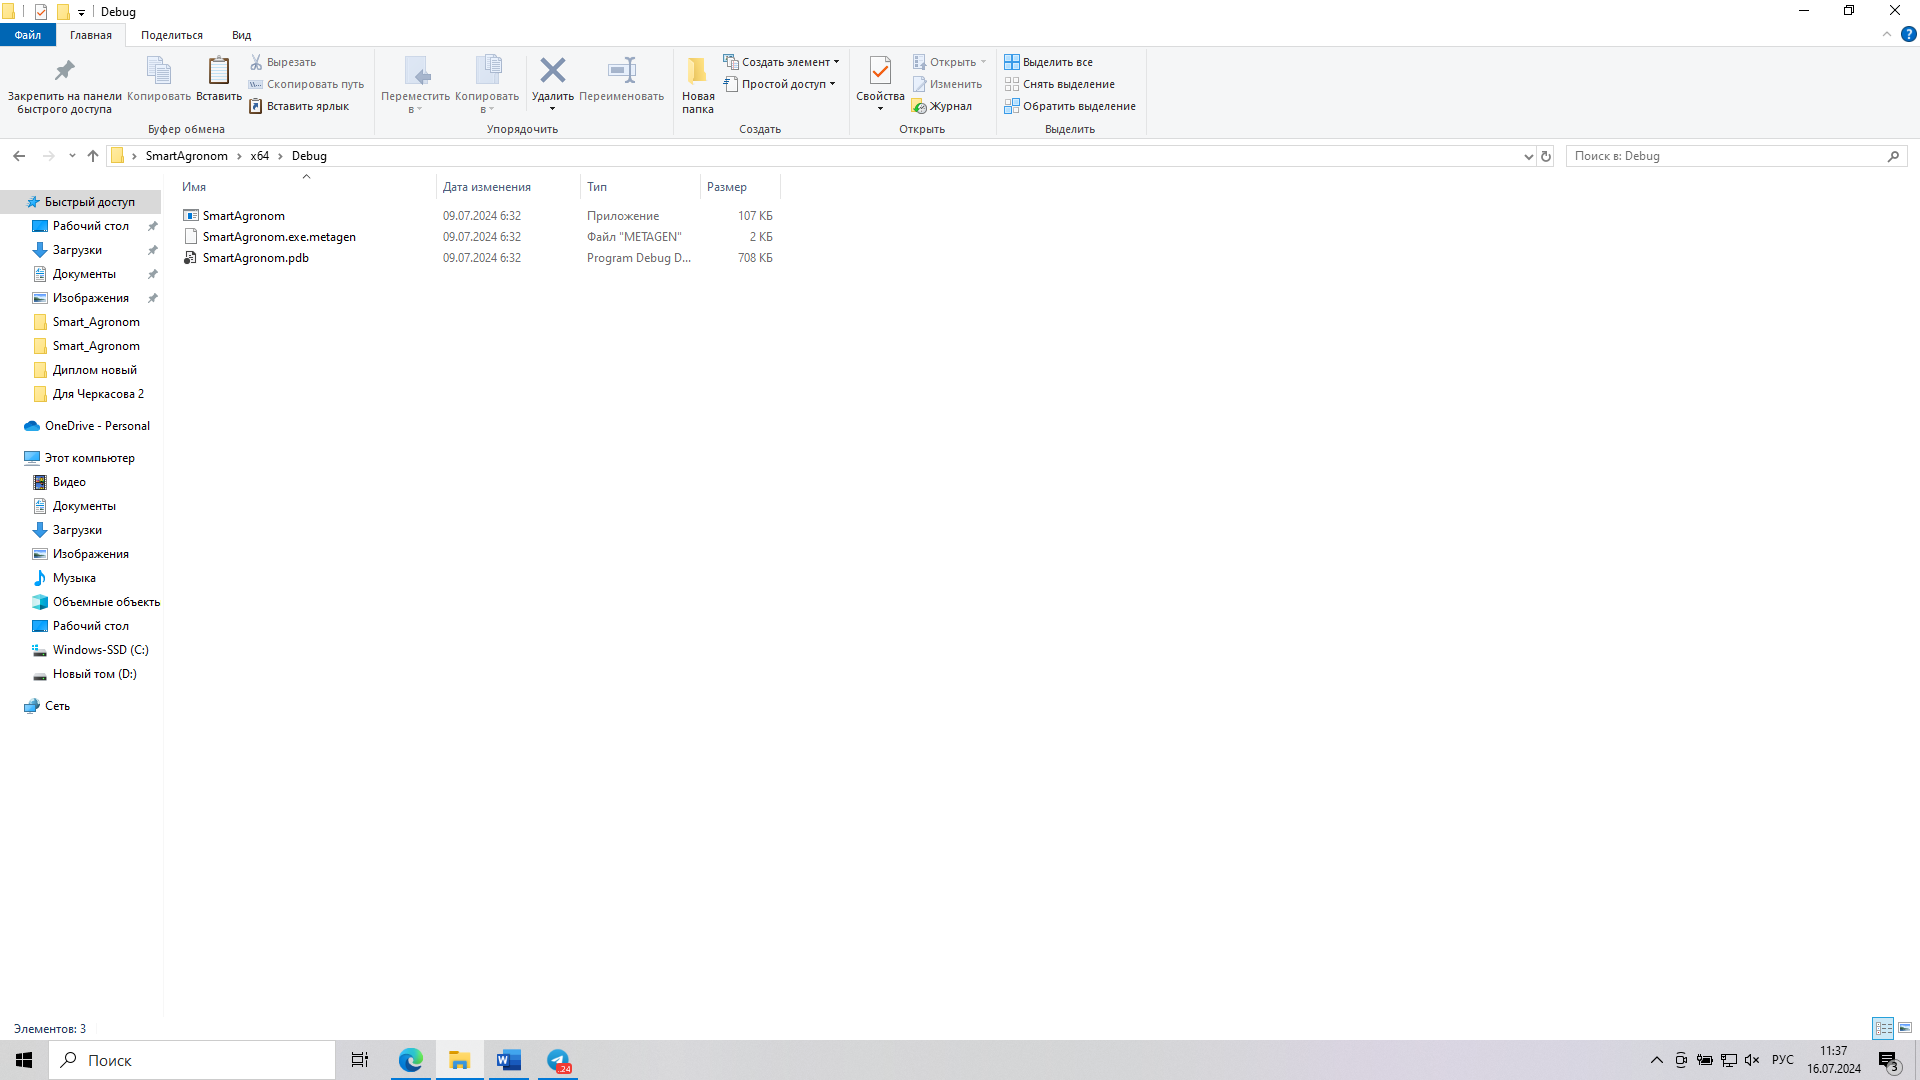 Debug
Файл Главная Поделиться Вид
Закрепить на панели быстрого доступа
Копировать
Вставить
Вырезать
Скопировать путь
Вставить ярлык
Буфер обмена
Переместить в
Копировать в
Удалить
Переименовать
Упорядочить
Новая папка
Создать элемент
Простой доступ
Создать
Свойства
Открыть
Изменить
Журнал
Открыть
Выделить все
Снять выделение
Обратить выделение
Выделить
SmartAgronom x64 Debug
Поиск в: Debug
Имя Дата изменения Тип Размер
SmartAgronom 09.07.2024 6:32 Приложение 107 КБ
SmartAgronom.exe.metagen 09.07.2024 6:32 Файл "METAGEN" 2 КБ
SmartAgronom.pdb 09.07.2024 6:32 Program Debug D... 708 КБ
Быстрый доступ
Рабочий стол
Загрузки
Документы
Изображения
Smart_Agronom
Smart_Agronom
Диплом новый
Для Черкасова 2
OneDrive - Personal
Этот компьютер
Видео
Документы
Загрузки
Изображения
Музыка
Объемные объекты
Рабочий стол
Windows-SSD (C:)
Новый том (D:)
Сеть
Элементов: 3
Поиск
.24
РУС
11:37
16.07.2024
3